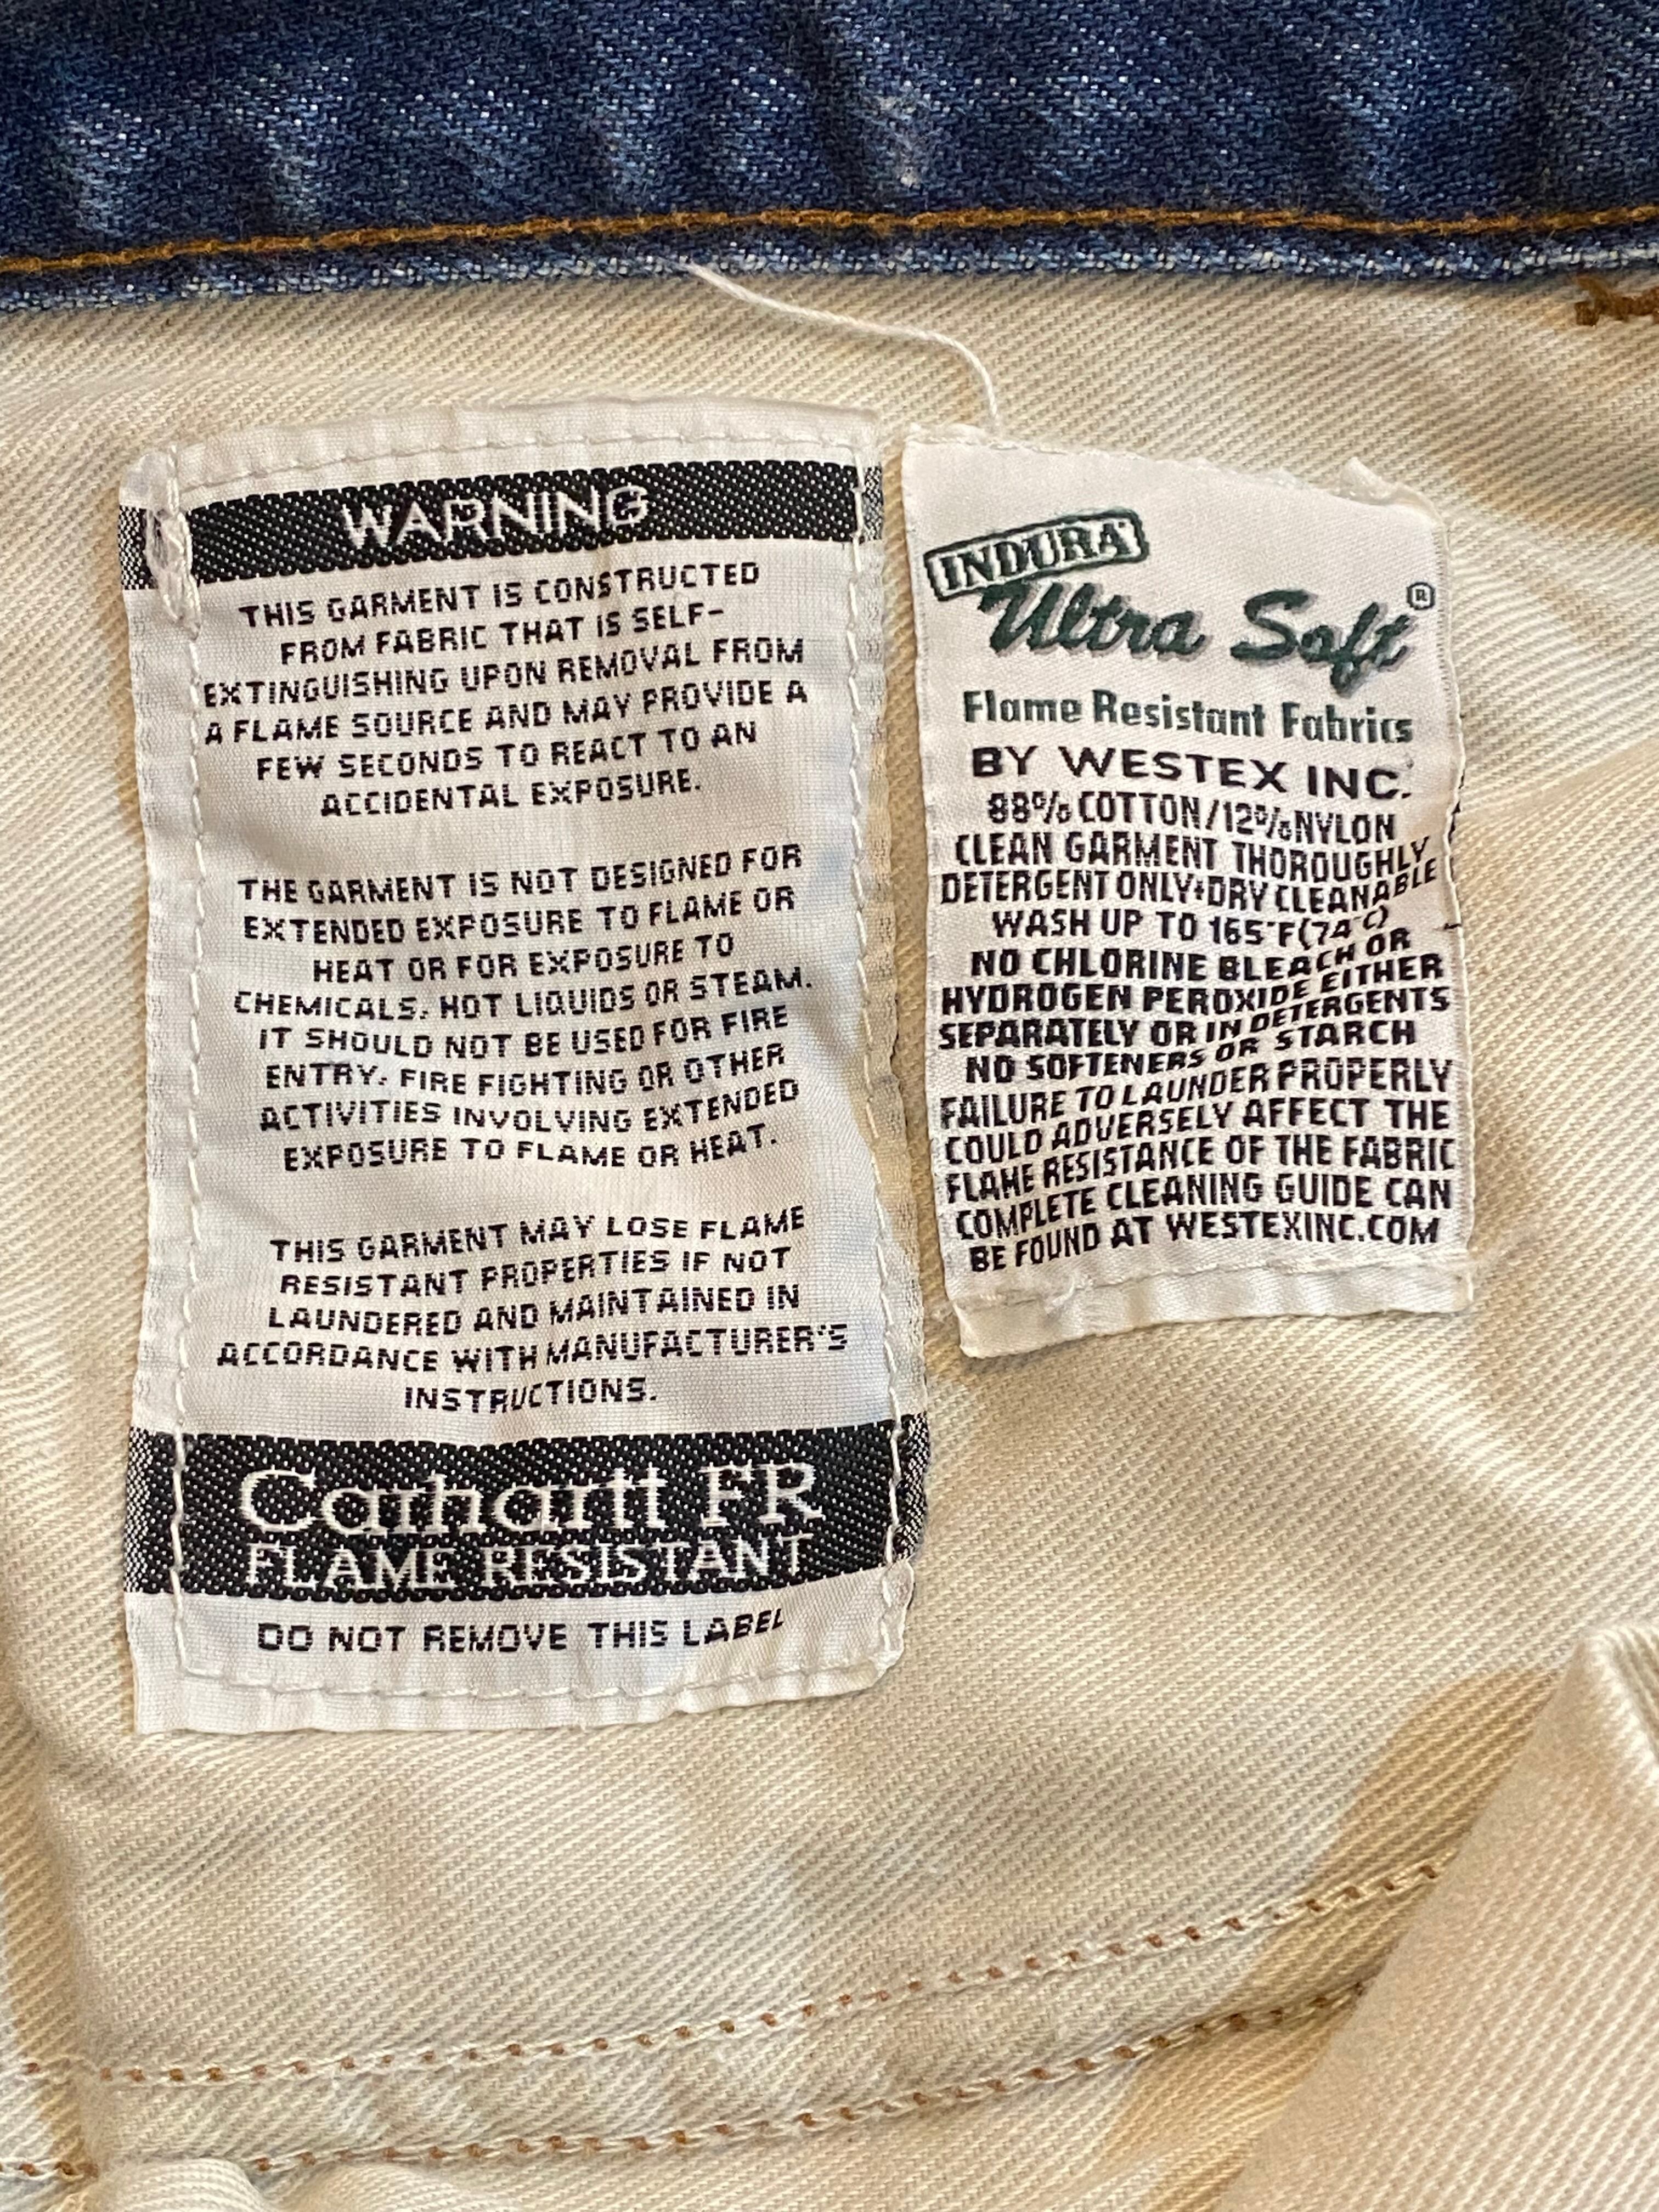 WARNING
THIS GARMENT IS CONSTRUCTED
FROM FABRIC THAT IS SELF-
EXTINGUISHING UPON REMOVAL FROM
A FLAME SOURCE AND MAY PROVIDE A
FEW SECONDS TO REACT TO AN
ACCIDENTAL EXPOSURE.
THE GARMENT IS NOT DESIGNED FOR
EXTENDED EXPOSURE TO FLAME OR
HEAT OR FOR EXPOSURE TO
CHEMICALS, HOT LIQUIDS OR STEAM.
IT SHOULD NOT BE USED FOR FIRE
ENTRY, FIRE FIGHTING OR OTHER
ACTIVITIES INVOLVING EXTENDED
EXPOSURE TO FLAME OR HEAT.
THIS GARMENT MAY LOSE FLAME
RESISTANT PROPERTIES IF NOT
LAUNDERED AND MAINTAINED IN
ACCORDANCE WITH MANUFACTURER'S
INSTRUCTIONS.
Carhartt FR
FLAME RESISTANT
DO NOT REMOVE THIS LABEL
INDURA
Ultra Soft®
Flame Resistant Fabrics
BY WESTEX INC.
88% COTTON/12% NYLON
CLEAN GARMENT THOROUGHLY
DETERGENT ONLY•DRY CLEANABLE
WASH UP TO 165°F(74°C)
NO CHLORINE BLEACH OR
HYDROGEN PEROXIDE EITHER
SEPARATELY OR IN DETERGENTS
NO SOFTENERS OR STARCH
FAILURE TO LAUNDER PROPERLY
COULD ADVERSELY AFFECT THE
FLAME RESISTANCE OF THE FABRIC
COMPLETE CLEANING GUIDE CAN
BE FOUND AT WESTEXINC.COM